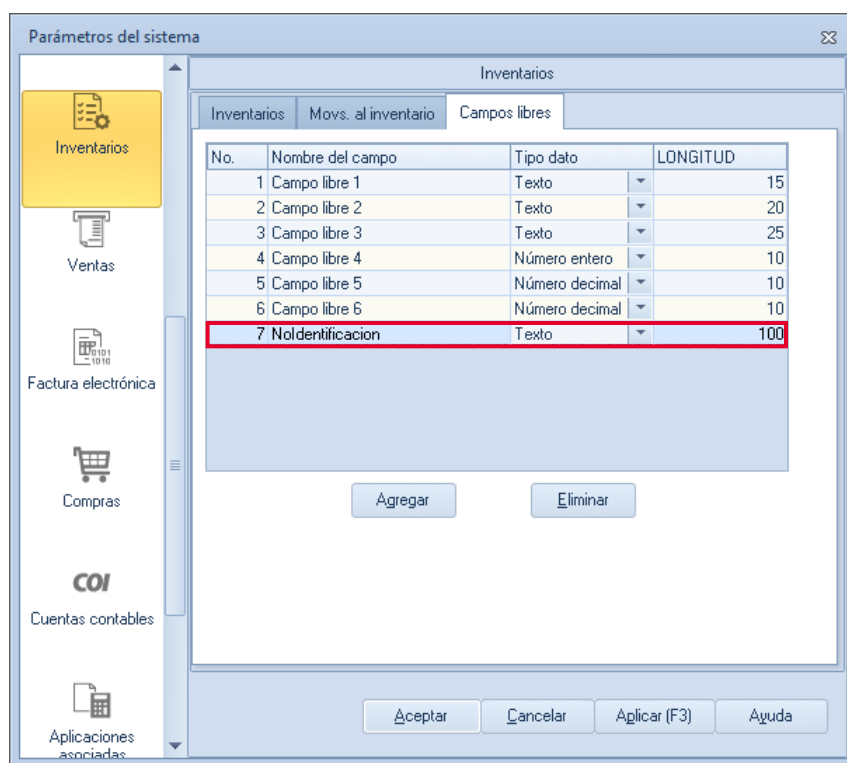 Parámetros del sistema
Inventarios
Ventas
0101
1010
Factura electrónica
Compras
COI
Cuentas contables
Aplicaciones
asociadas
Inventarios
Inventarios Movs. al inventario Campos libres
No. Nombre del campo Tipo dato LONGITUD
1 Campo libre 1 Texto 15
2 Campo libre 2 Texto 20
3 Campo libre 3 Texto 25
4 Campo libre 4 Número entero 10
5 Campo libre 5 Número decimal 10
6 Campo libre 6 Número decimal 10
7 NoIdentificacion Texto 100
Agregar Eliminar
Aceptar Cancelar Aplicar (F3) Ayuda